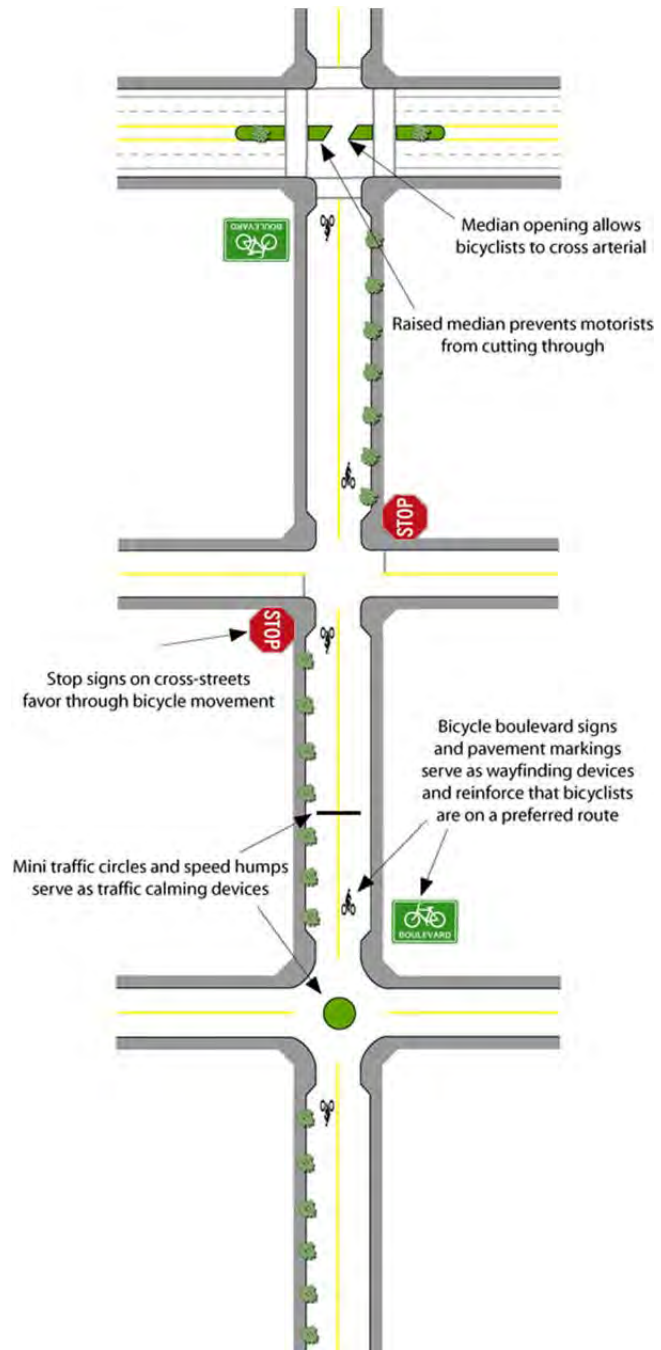 BOULEVARD
Median opening allows
bicyclists to cross arterial
Raised median prevents motorists
from cutting through
STOP
STOP
Stop signs on cross-streets
favor through bicycle movement
Bicycle boulevard signs
and pavement markings
serve as wayfinding devices
and reinforce that bicyclists
are on a preferred route
Mini traffic circles and speed humps
serve as traffic calming devices
BOULEVARD